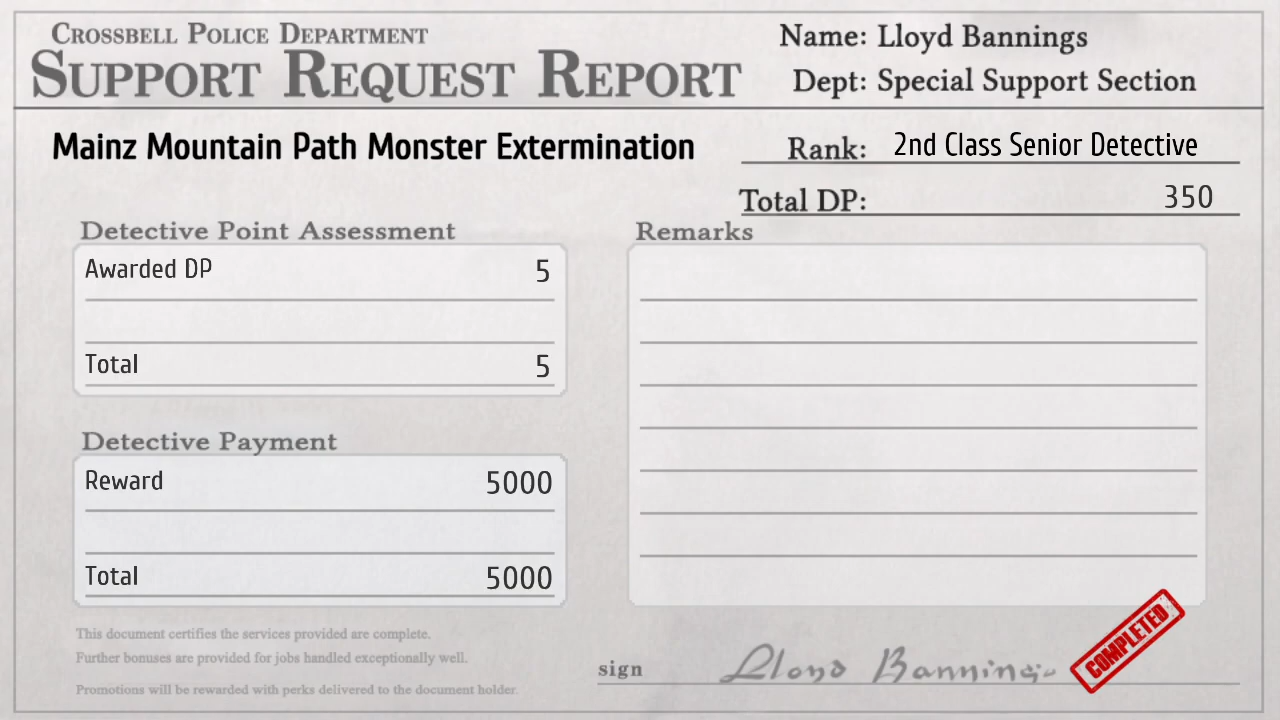 Crossbell Police Department
Support Request Report
Name: Lloyd Bannings
Dept: Special Support Section
Mainz Mountain Path Monster Extermination
Rank: 2nd Class Senior Detective
Total DP: 350
Detective Point Assessment
Awarded DP 5
Total 5
Remarks
Detective Payment
Reward 5000
Total 5000
This document certifies the services provided are complete.
Further bonuses are provided for jobs handled exceptionally well.
Promotions will be rewarded with perks delivered to the document holder.
sign Lloyd Bannings
COMPLETED